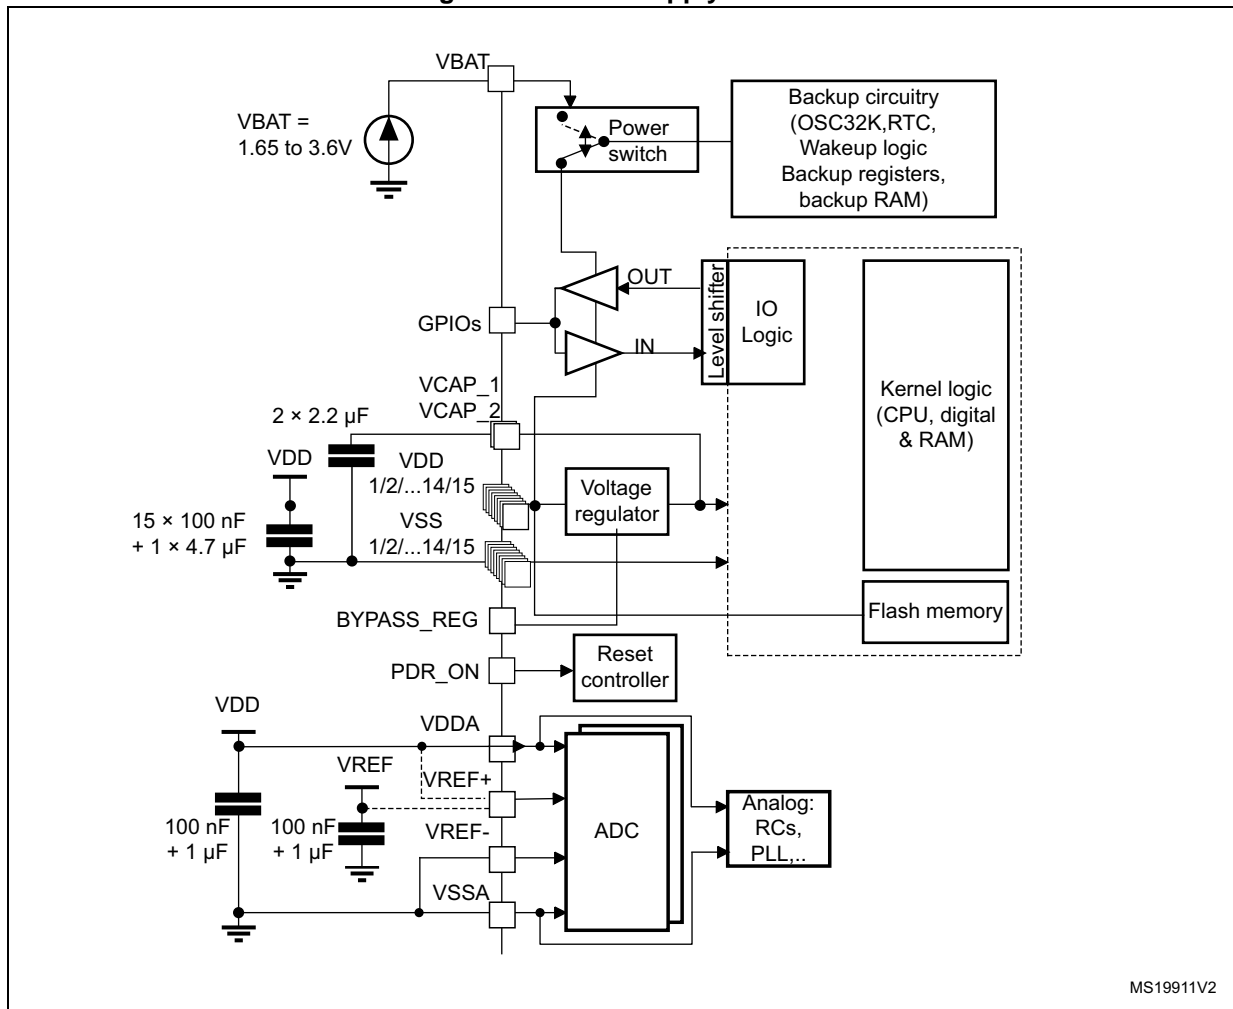 VBAT
VBAT =
1.65 to 3.6V
Power
switch
Backup circuitry
(OSC32K,RTC,
Wakeup logic
Backup registers,
backup RAM)
OUT
GPIOs
IN
Level shifter
IO
Logic
Kernel logic
(CPU, digital
& RAM)
VCAP_1
VCAP_2
2 × 2.2 µF
VDD
VDD
1/2/...14/15
15 × 100 nF
+ 1 × 4.7 µF
VSS
1/2/...14/15
Voltage
regulator
Flash memory
BYPASS_REG
PDR_ON
Reset
controller
VDD
VDDA
VREF
VREF+
100 nF
+ 1 µF
100 nF
+ 1 µF
VREF-
VSSA
ADC
Analog:
RCs,
PLL,..
MS19911V2